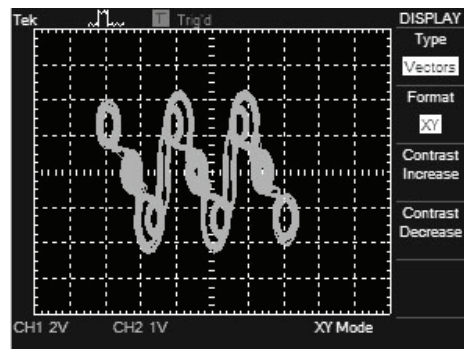 Tek T Trig'd DISPLAY
Type
Vectors
Format
XY
Contrast
Increase
Contrast
Decrease
CH1 2V CH2 1V XY Mode